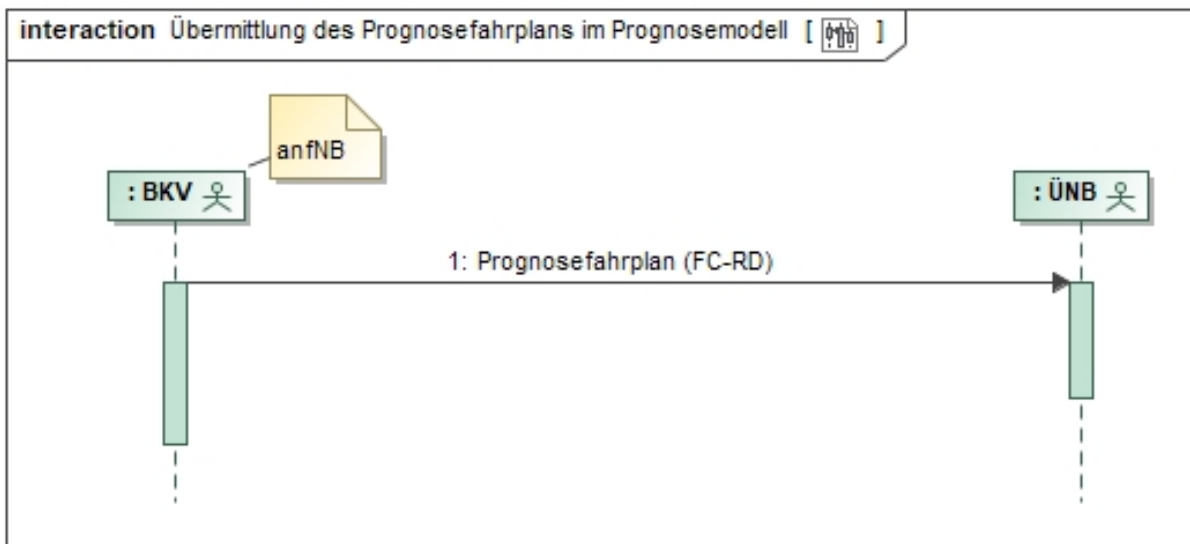 interaction Übermittlung des Prognosefahrplans im Prognosemodell [ ]
anfNB
: BKV
: ÜNB
1: Prognosefahrplan (FC-RD)